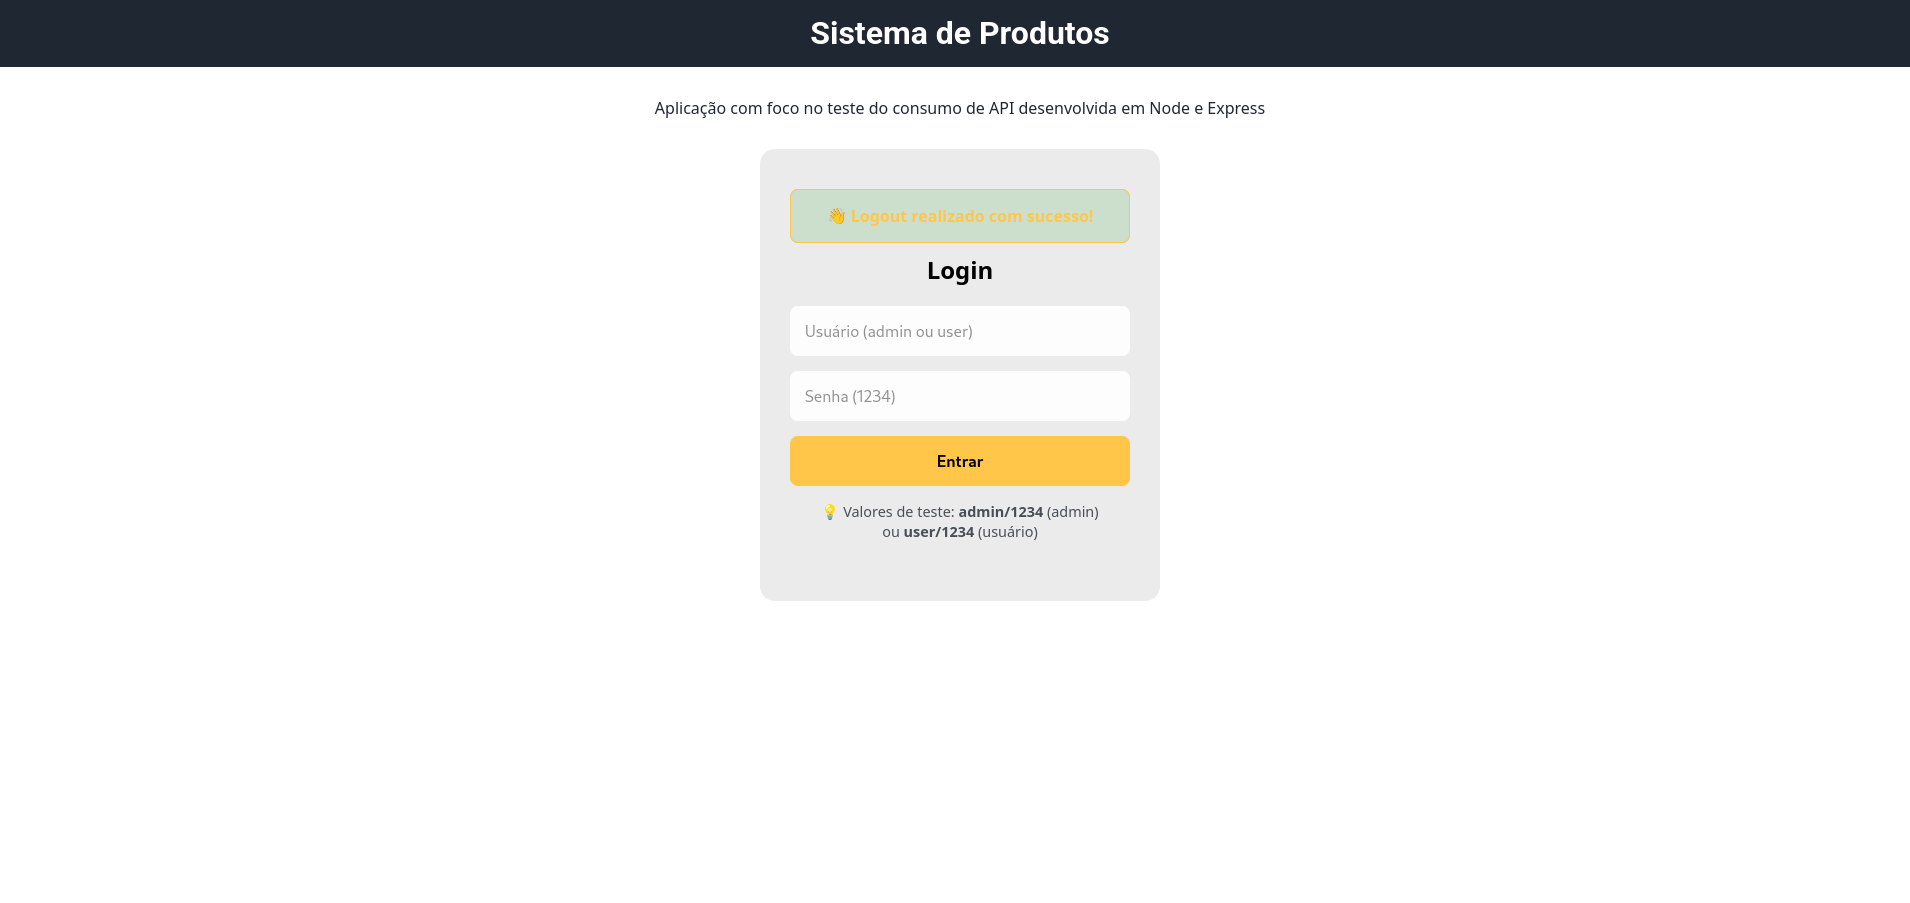 Sistema de Produtos
Aplicação com foco no teste do consumo de API desenvolvida em Node e Express
👋 Logout realizado com sucesso!
Login
Usuário (admin ou user)
Senha (1234)
Entrar
💡 Valores de teste: admin/1234 (admin)
ou user/1234 (usuário)